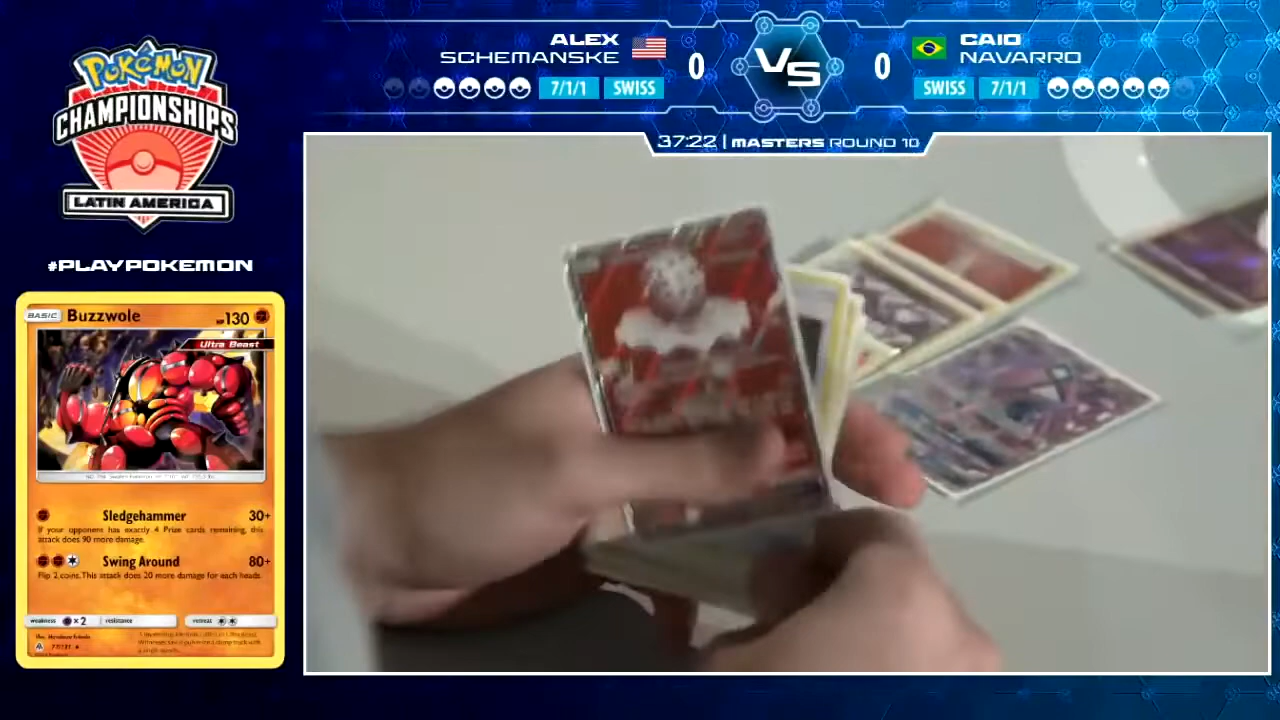 POKÉMON
CHAMPIONSHIPS
LATIN AMERICA
#PLAYPOKEMON
ALEX
SCHEMANSKE
0
7/1/1
SWISS
VS
0
CAIO
NAVARRO
SWISS
7/1/1
37:22 | MASTERS ROUND 10
BASIC
Buzzwole
HP130
Ultra Beast
Sledgehammer 30+
If your opponent has exactly 4 Prize cards remaining, this
attack does 90 more damage.
Swing Around 80+
Flip 2 coins. This attack does 20 more damage for each heads.
weakness ×2 resistance retreat
77/131